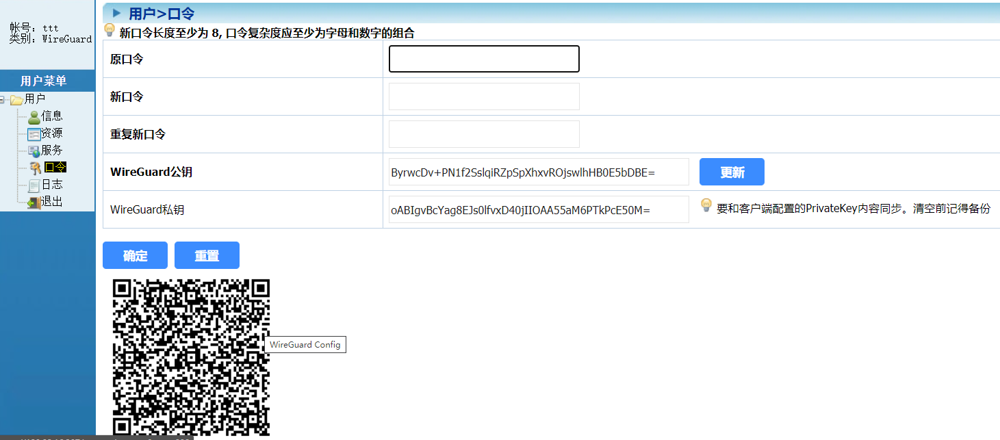 帐号: ttt
类别: WireGuard
用户菜单
用户
信息
资源
服务
口令
日志
退出
用户>口令
新口令长度至少为 8, 口令复杂度应至少为字母和数字的组合
原口令
新口令
重复新口令
WireGuard公钥 ByrwcDv+PN1f2SslqiRZpSpXhxvROjswlhHB0E5bDBE= 更新
WireGuard私钥 oABIgvBcYag8EJs0lfvxD40jIIOAA55aM6PTkPcE50M= 要和客户端配置的PrivateKey内容同步。清空前记得备份
确定 重置
WireGuard Config